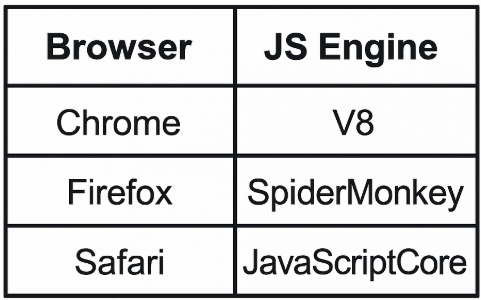 Browser JS Engine
Chrome V8
Firefox SpiderMonkey
Safari JavaScriptCore